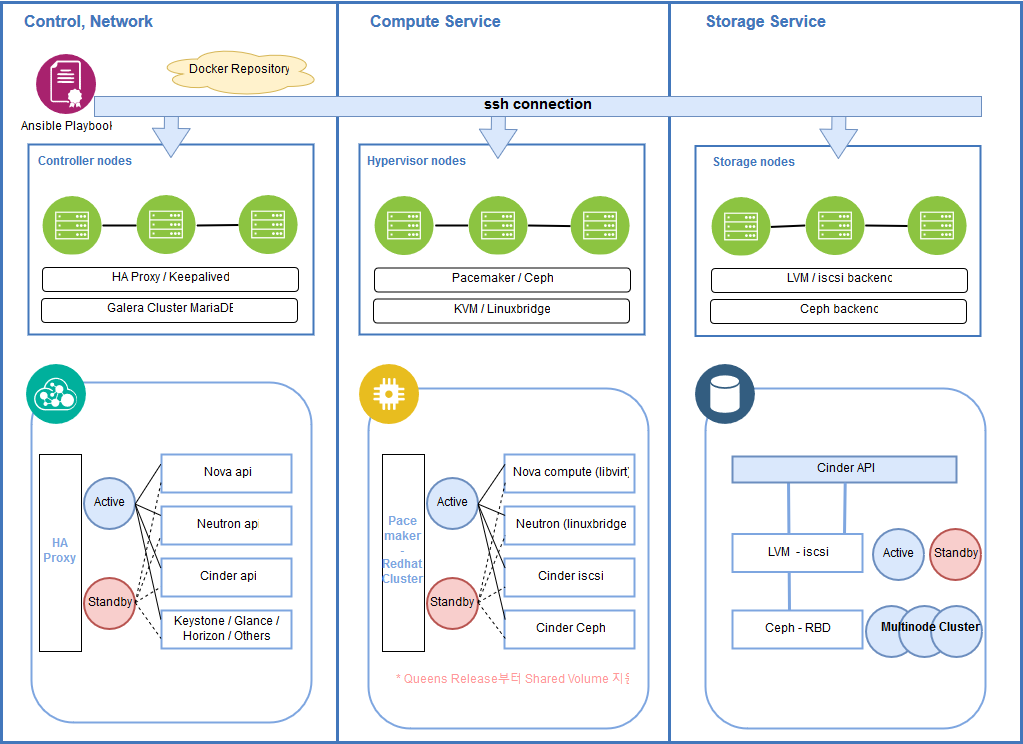 Control, Network
Compute Service
Storage Service
Docker Repository
ssh connection
Ansible Playbook
Controller nodes
Hypervisor nodes
Storage nodes
HA Proxy / Keepalived
Galera Cluster MariaDB
Pacemaker / Ceph
KVM / Linuxbridge
LVM / iscsi backend
Ceph backend
HA
Proxy
Active
Standby
Nova api
Neutron api
Cinder api
Keystone / Glance /
Horizon / Others
Pace
maker
-
Redhat
Cluster
Active
Standby
Nova compute (libvirt)
Neutron (linuxbridge
Cinder iscsi
Cinder Ceph
* Queens Release부터 Shared Volume 지원
Cinder API
LVM - iscsi
Active
Standby
Ceph - RBD
Multinode Cluster